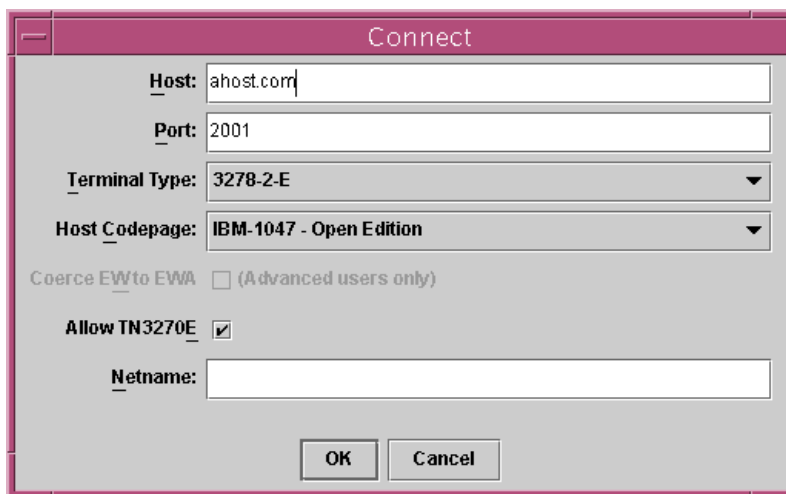 Connect
Host: ahost.com
Port: 2001
Terminal Type: 3278-2-E
Host Codepage: IBM-1047 - Open Edition
Coerce EW to EWA (Advanced users only)
Allow TN3270E
Netname:
OK Cancel